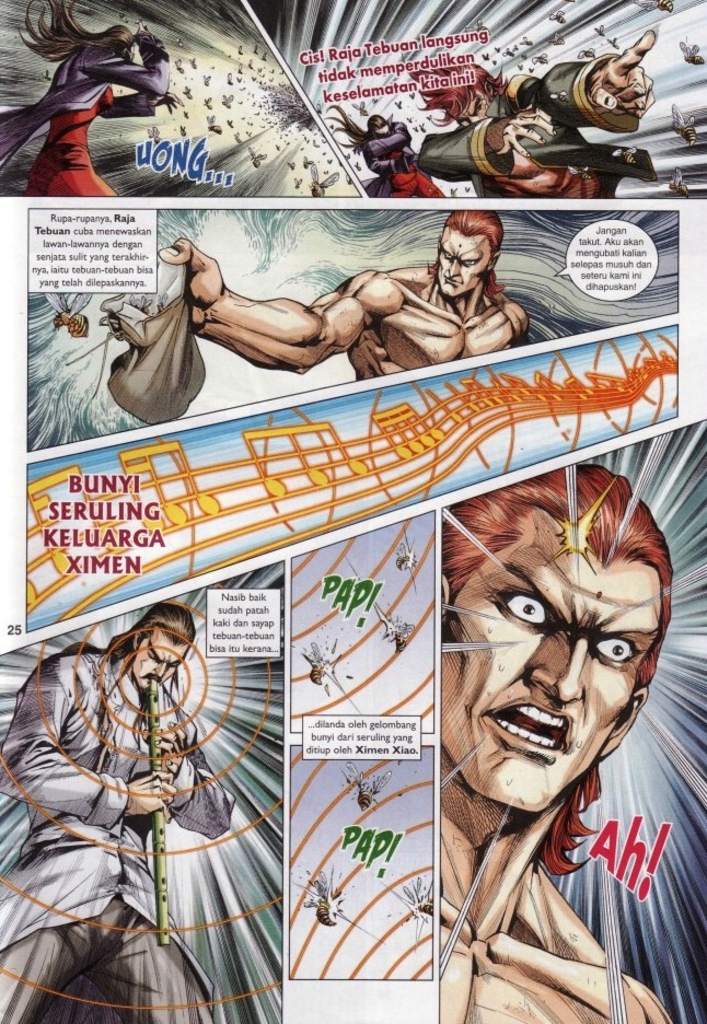 Cis! Raja Tebuan langsung
tidak memperdulikan
keselamatan kita ini!
UONG...
Rupa-rupanya, Raja
Tebuan cuba menewaskan
lawan-lawannya dengan
senjata sulit yang terakhir-
nya, iaitu tebuan-tebuan bisa
yang telah dilepaskannya.
Jangan
takut. Aku akan
mengubati kalian
selepas musuh dan
seteru kami ini
dihapuskan!
BUNYI
SERULING
KELUARGA
XIMEN
Nasib baik
sudah patah
kaki dan sayap
tebuan-tebuan
bisa itu kerana...
PAP!
...dilanda oleh gelombang
bunyi dari seruling yang
ditiup oleh Ximen Xiao.
PAP!
Ah!
25